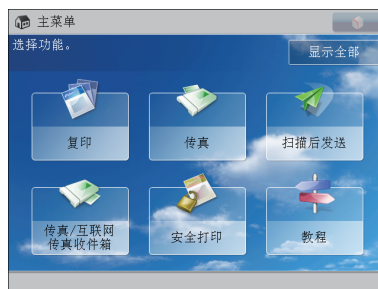 主菜单
选择功能。
显示全部
复印
传真
扫描后发送
传真/互联网
传真收件箱
安全打印
教程